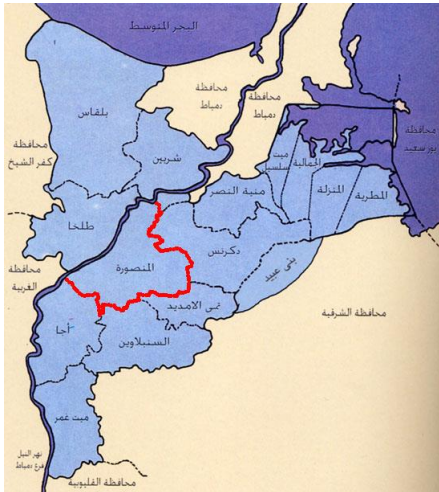 البحر المتوسط
محافظة
دمياط
محافظة
دمياط
بلقاس
محافظة
كفر الشيخ
محافظة
بورسعيد
شربين
ميت
سلسيل
الجمالية
المنزلة
المطرية
منية النصر
طلخا
دكرنس
المنصورة
بنى عبيد
محافظة
الغربية
تمى الامديد
محافظة الشرقية
أجا
السنبلاوين
ميت غمر
نهر النيل
فرع دمياط
محافظة القليوبية